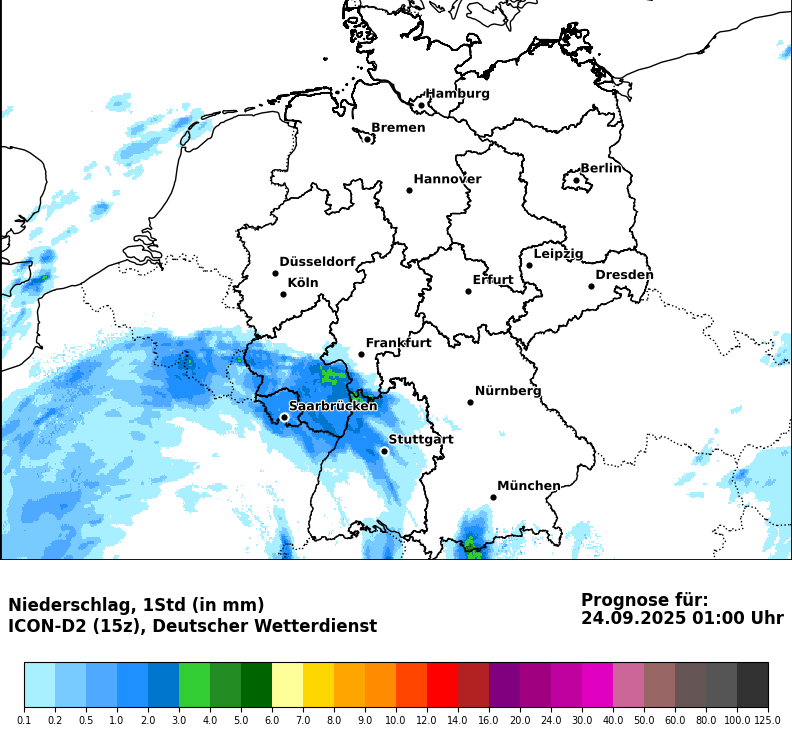 Hamburg
Bremen
Berlin
Hannover
Leipzig
Düsseldorf
Dresden
Köln
Erfurt
Frankfurt
Nürnberg
Saarbrücken
Stuttgart
München
Niederschlag, 1Std (in mm)
ICON-D2 (15z), Deutscher Wetterdienst
Prognose für:
24.09.2025 01:00 Uhr
0.1 0.2 0.5 1.0 2.0 3.0 4.0 5.0 6.0 7.0 8.0 9.0 10.0 12.0 14.0 16.0 20.0 24.0 30.0 40.0 50.0 60.0 80.0 100.0 125.0